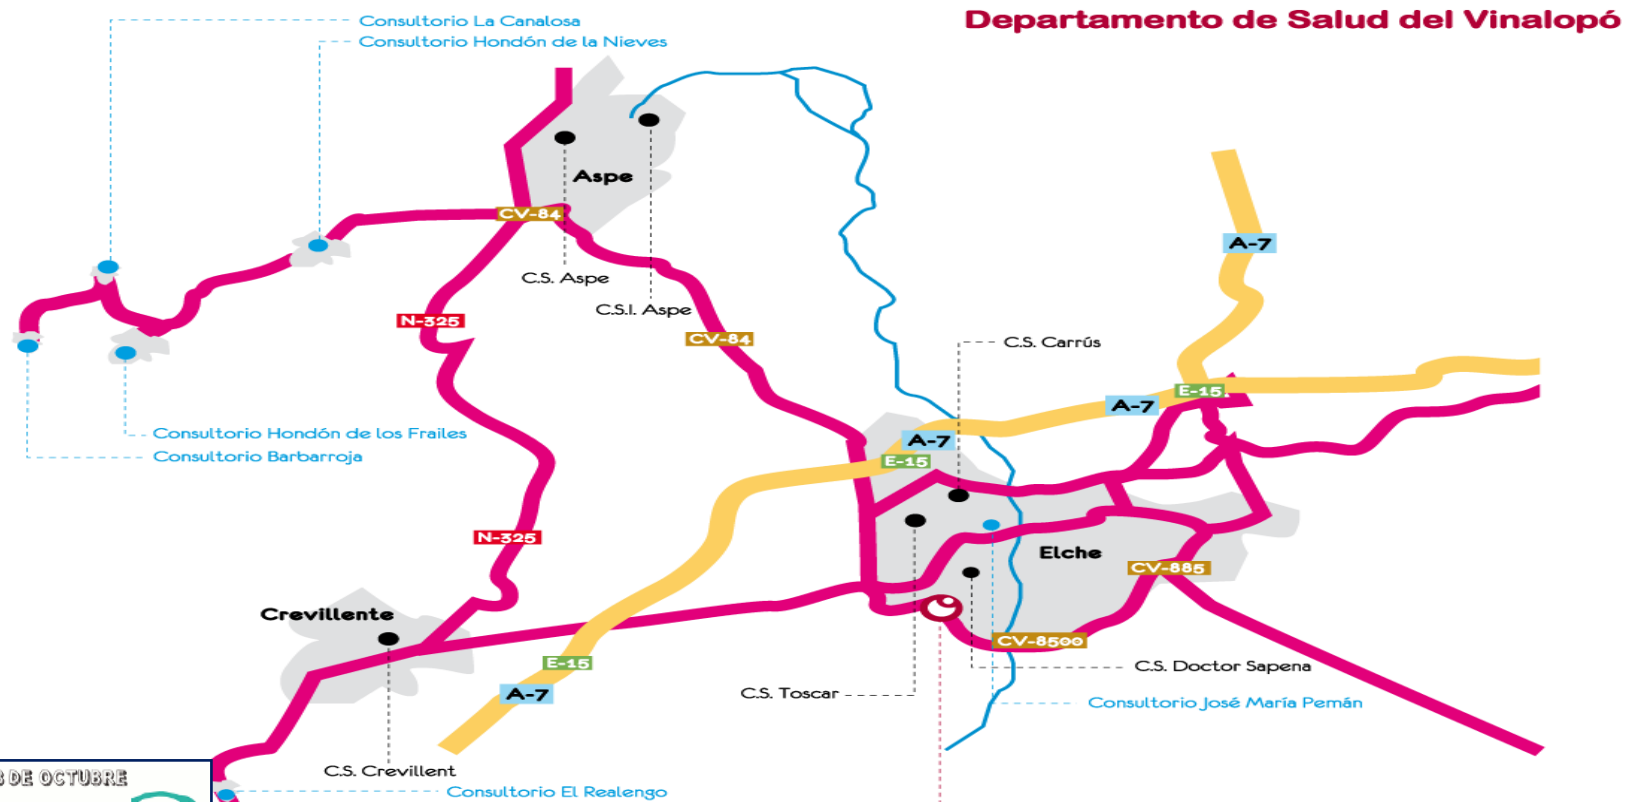 Departamento de Salud del Vinalopó
Consultorio La Canalosa
Consultorio Hondón de la Nieves
Aspe
CV-84
A-7
C.S. Aspe
C.S.I. Aspe
N-325
CV-84
C.S. Carrús
E-15
A-7
Consultorio Hondón de los Frailes
A-7
Consultorio Barbarroja
E-15
N-325
Elche
CV-885
Crevillente
CV-8500
E-15
C.S. Doctor Sapena
A-7
C.S. Toscar
Consultorio José María Pemán
C.S. Crevillent
DE OCTUBRE
Consultorio El Realengo